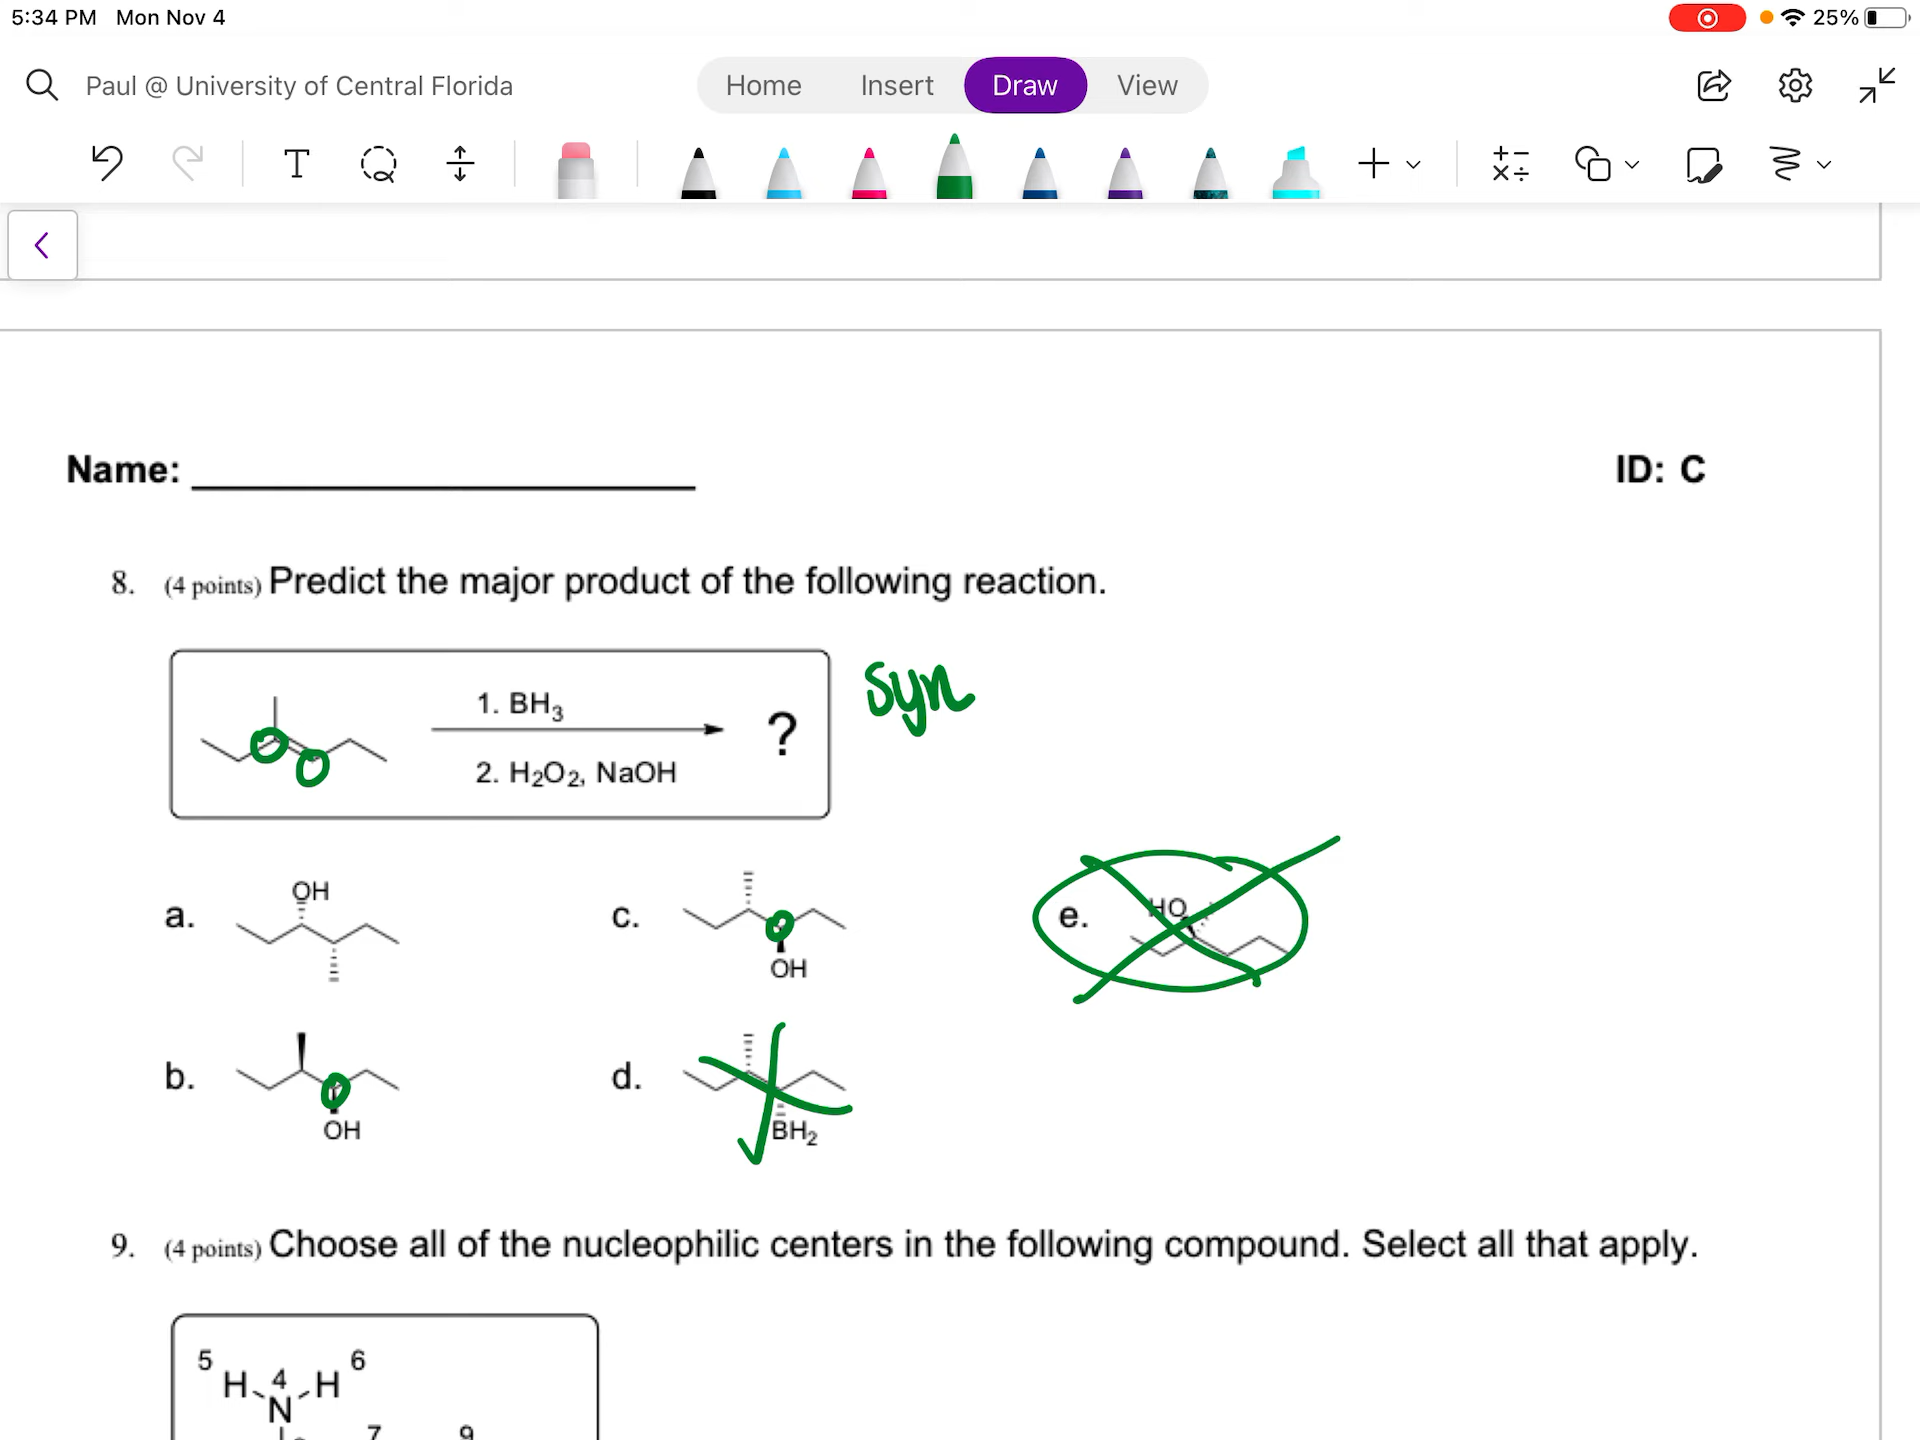 5:34 PM Mon Nov 4
25%
Paul @ University of Central Florida
Home Insert Draw View
T
Name:
ID: C
8. (4 points) Predict the major product of the following reaction.
1. BH3
2. H2O2, NaOH
?
syn
a.
OH
c.
OH
e.
HO
b.
OH
d.
BH2
9. (4 points) Choose all of the nucleophilic centers in the following compound. Select all that apply.
5 6
H 4 H
N
7 9